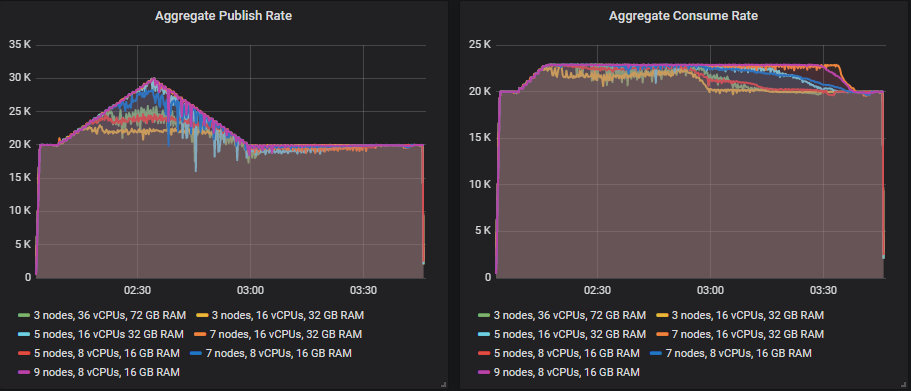 Aggregate Publish Rate
35 K
30 K
25 K
20 K
15 K
10 K
5 K
0
02:30 03:00 03:30
3 nodes, 36 vCPUs, 72 GB RAM 3 nodes, 16 vCPUs, 32 GB RAM
5 nodes, 16 vCPUs 32 GB RAM 7 nodes, 16 vCPUs, 32 GB RAM
5 nodes, 8 vCPUs, 16 GB RAM 7 nodes, 8 vCPUs, 16 GB RAM
9 nodes, 8 vCPUs, 16 GB RAM
Aggregate Consume Rate
25 K
20 K
15 K
10 K
5 K
0
02:30 03:00 03:30
3 nodes, 36 vCPUs, 72 GB RAM 3 nodes, 16 vCPUs, 32 GB RAM
5 nodes, 16 vCPUs 32 GB RAM 7 nodes, 16 vCPUs, 32 GB RAM
5 nodes, 8 vCPUs, 16 GB RAM 7 nodes, 8 vCPUs, 16 GB RAM
9 nodes, 8 vCPUs, 16 GB RAM